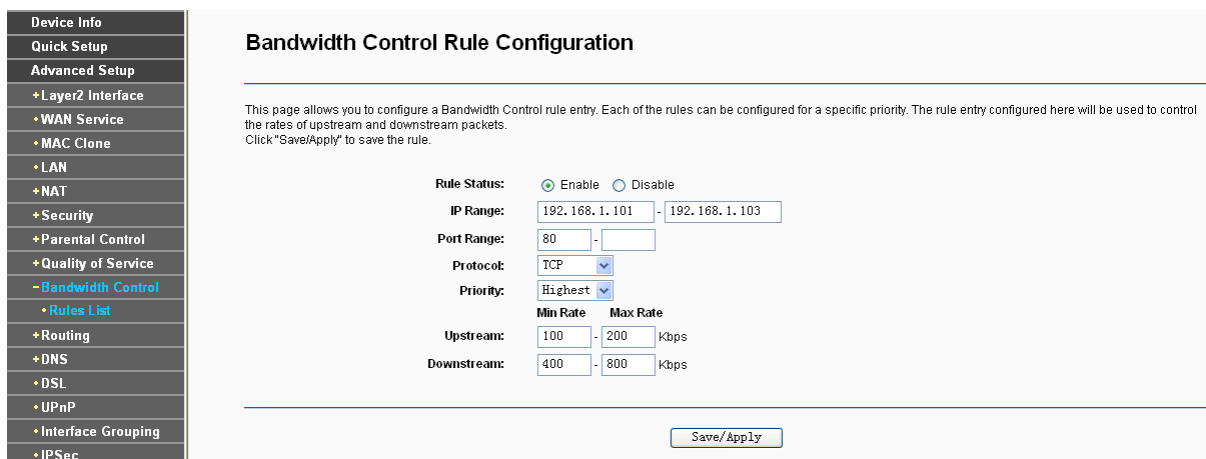 Device Info
Quick Setup
Advanced Setup
+Layer2 Interface
•WAN Service
•MAC Clone
•LAN
+NAT
+Security
+Parental Control
+Quality of Service
−Bandwidth Control
•Rules List
+Routing
+DNS
•DSL
•UPnP
•Interface Grouping
•IPSec
Bandwidth Control Rule Configuration
This page allows you to configure a Bandwidth Control rule entry. Each of the rules can be configured for a specific priority. The rule entry configured here will be used to control
the rates of upstream and downstream packets.
Click "Save/Apply" to save the rule.
Rule Status: Enable Disable
IP Range: 192.168.1.101 - 192.168.1.103
Port Range: 80 -
Protocol: TCP
Priority: Highest
Min Rate Max Rate
Upstream: 100 - 200 Kbps
Downstream: 400 - 800 Kbps
Save/Apply